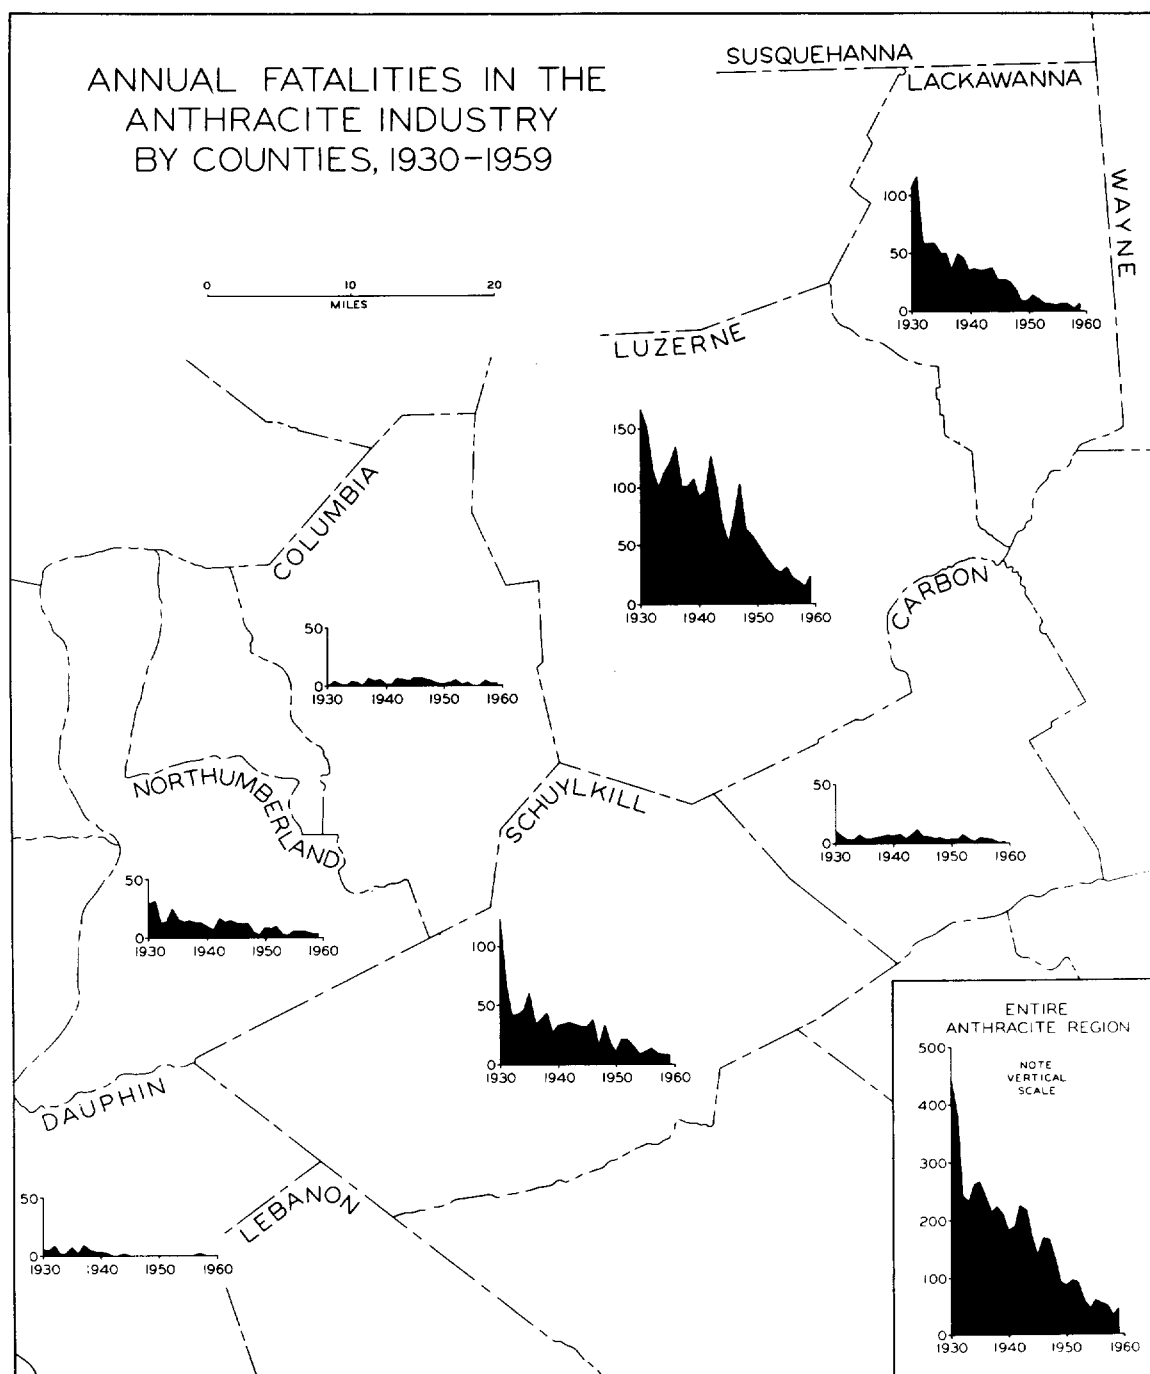 ANNUAL FATALITIES IN THE
ANTHRACITE INDUSTRY
BY COUNTIES, 1930–1959
0 10 20
MILES
SUSQUEHANNA
LACKAWANNA
WAYNE
100
50
0
1930 1940 1950 1960
LUZERNE
150
100
50
0
1930 1940 1950 1960
COLUMBIA
50
0
1930 1940 1950 1960
CARBON
50
0
1930 1940 1950 1960
NORTHUMBERLAND
50
0
1930 1940 1950 1960
SCHUYLKILL
100
50
0
1930 1940 1950 1960
DAUPHIN
50
0
1930 1940 1950 1960
LEBANON
ENTIRE
ANTHRACITE REGION
NOTE
VERTICAL
SCALE
500
400
300
200
100
0
1930 1940 1950 1960